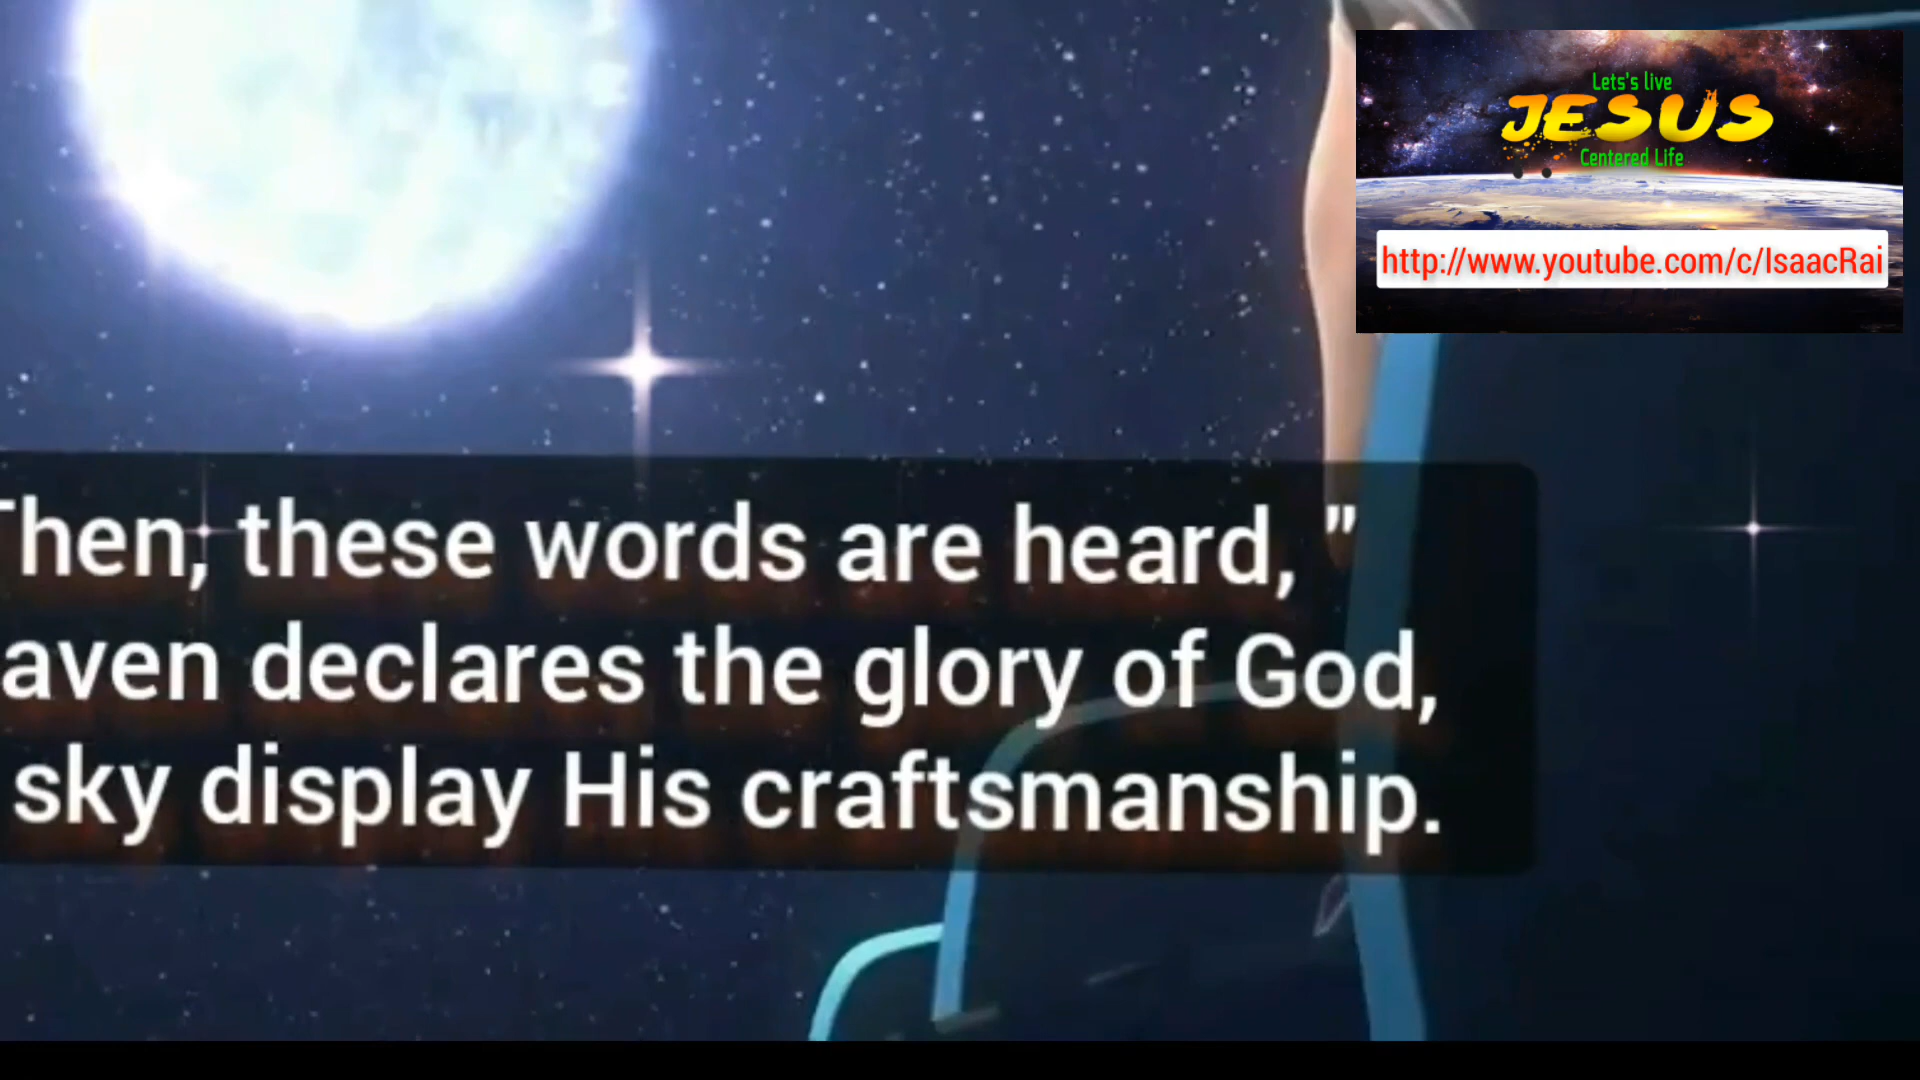 Lets's live
JESUS
Centered Life
http://www.youtube.com/c/IsaacRai
Then, these words are heard, "
aven declares the glory of God,
sky display His craftsmanship.